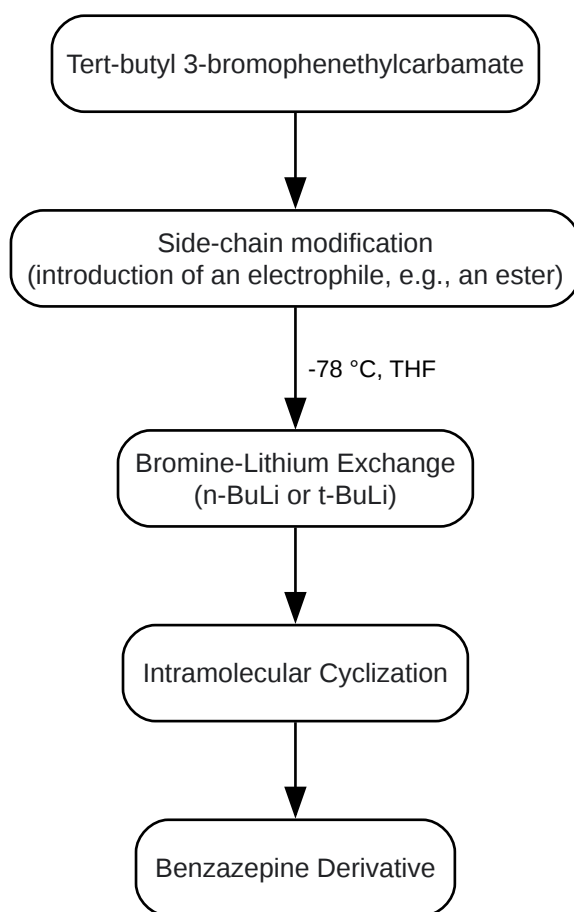 Tert-butyl 3-bromophenethylcarbamate
Side-chain modification
(introduction of an electrophile, e.g., an ester)
-78 °C, THF
Bromine-Lithium Exchange
(n-BuLi or t-BuLi)
Intramolecular Cyclization
Benzazepine Derivative